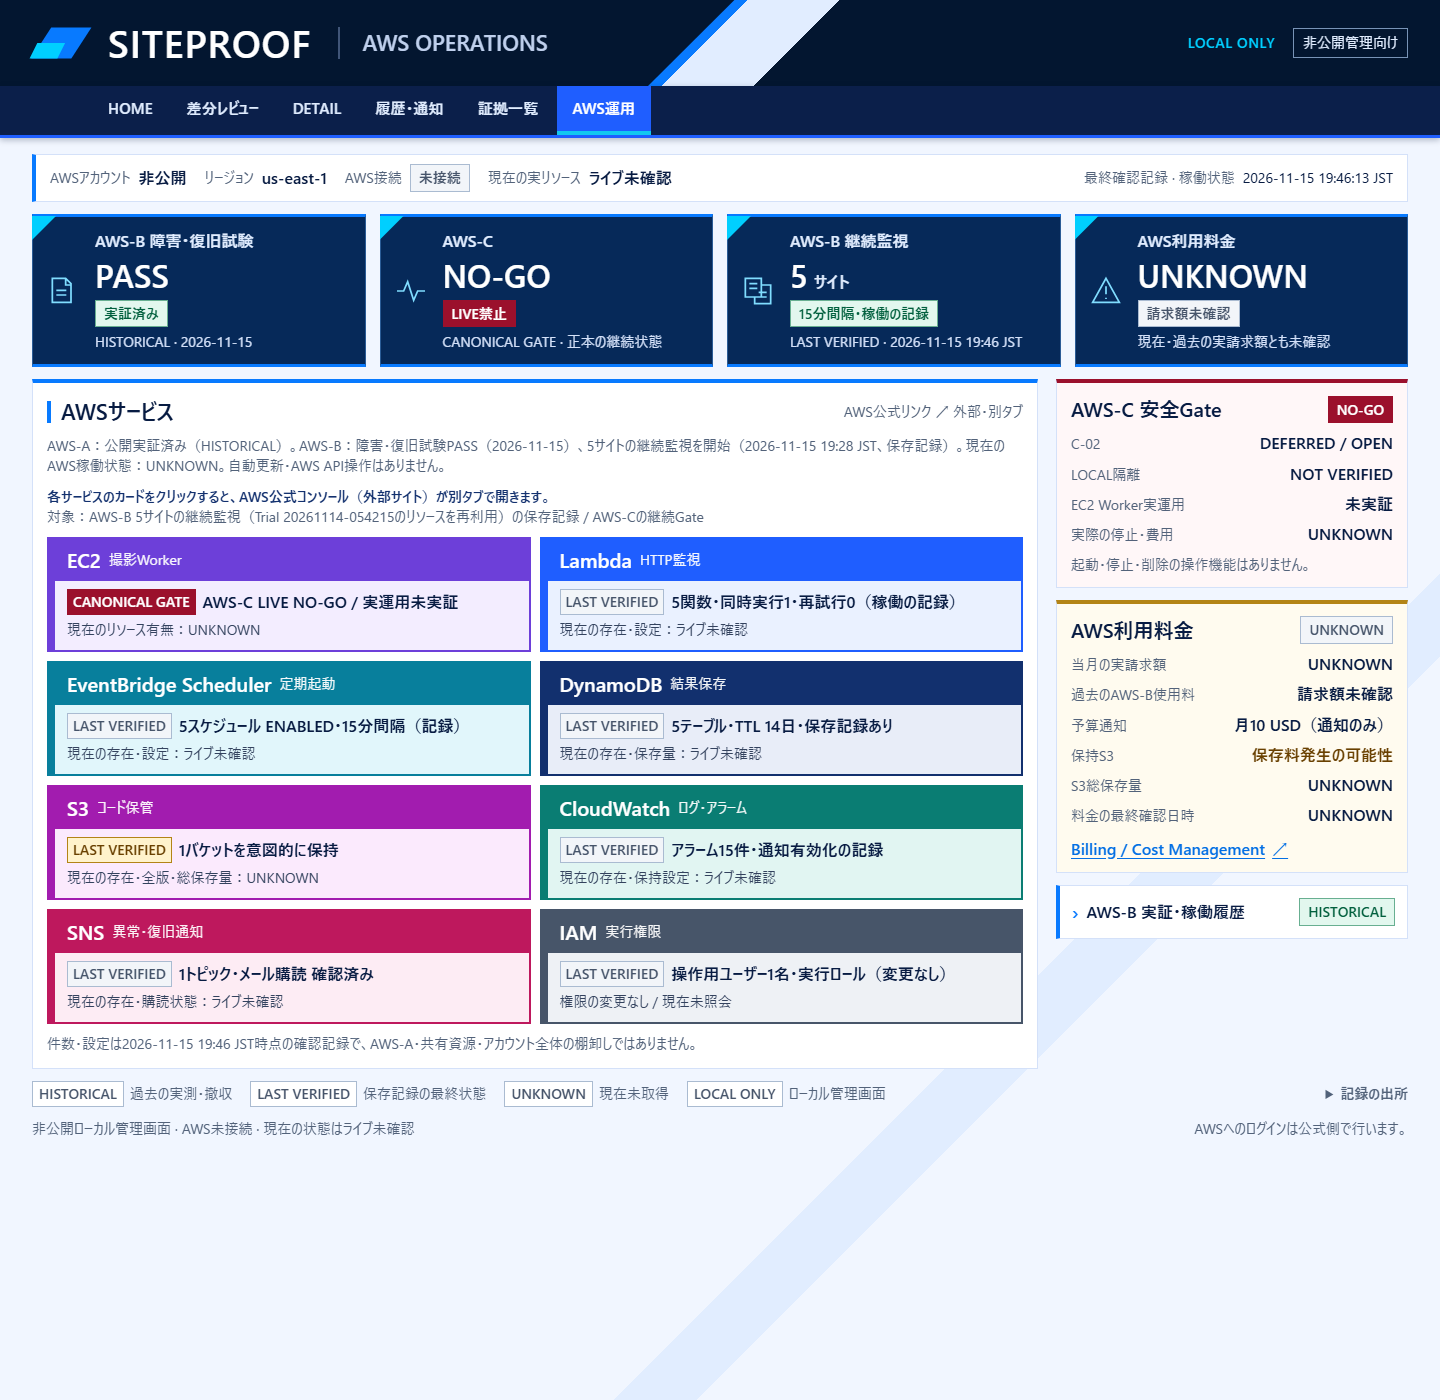 SITEPROOF
AWS OPERATIONS
LOCAL ONLY
非公開管理向け
HOME 差分レビュー DETAIL 履歴・通知 証拠一覧 AWS運用
AWSアカウント 非公開 リージョン us-east-1 AWS接続 未接続 現在の実リソース ライブ未確認
最終確認記録 · 稼働状態 2026-11-15 19:46:13 JST
AWS-B 障害・復旧試験
PASS
実証済み
HISTORICAL · 2026-11-15
AWS-C
NO-GO
LIVE禁止
CANONICAL GATE · 正本の継続状態
AWS-B 継続監視
5 サイト
15分間隔・稼働の記録
LAST VERIFIED · 2026-11-15 19:46 JST
AWS利用料金
UNKNOWN
請求額未確認
現在・過去の実請求額とも未確認
AWSサービス
AWS公式リンク ↗ 外部・別タブ
AWS-A：公開実証済み（HISTORICAL）。AWS-B：障害・復旧試験PASS（2026-11-15）、5サイトの継続監視を開始（2026-11-15 19:28 JST、保存記録）。現在の
AWS稼働状態：UNKNOWN。自動更新・AWS API操作はありません。
各サービスのカードをクリックすると、AWS公式コンソール（外部サイト）が別タブで開きます。
対象：AWS-B 5サイトの継続監視（Trial 20261114-054215のリソースを再利用）の保存記録 / AWS-Cの継続Gate
EC2 撮影Worker
CANONICAL GATE AWS-C LIVE NO-GO / 実運用未実証
現在のリソース有無：UNKNOWN
Lambda HTTP監視
LAST VERIFIED 5関数・同時実行1・再試行0（稼働の記録）
現在の存在・設定：ライブ未確認
EventBridge Scheduler 定期起動
LAST VERIFIED 5スケジュール ENABLED・15分間隔（記録）
現在の存在・設定：ライブ未確認
DynamoDB 結果保存
LAST VERIFIED 5テーブル・TTL 14日・保存記録あり
現在の存在・保存量：ライブ未確認
S3 コード保管
LAST VERIFIED 1バケットを意図的に保持
現在の存在・全版・総保存量：UNKNOWN
CloudWatch ログ・アラーム
LAST VERIFIED アラーム15件・通知有効化の記録
現在の存在・保持設定：ライブ未確認
SNS 異常・復旧通知
LAST VERIFIED 1トピック・メール購読 確認済み
現在の存在・購読状態：ライブ未確認
IAM 実行権限
LAST VERIFIED 操作用ユーザー1名・実行ロール（変更なし）
権限の変更なし / 現在未照会
件数・設定は2026-11-15 19:46 JST時点の確認記録で、AWS-A・共有資源・アカウント全体の棚卸しではありません。
AWS-C 安全Gate NO-GO
C-02 DEFERRED / OPEN
LOCAL隔離 NOT VERIFIED
EC2 Worker実運用 未実証
実際の停止・費用 UNKNOWN
起動・停止・削除の操作機能はありません。
AWS利用料金 UNKNOWN
当月の実請求額 UNKNOWN
過去のAWS-B使用料 請求額未確認
予算通知 月10 USD（通知のみ）
保持S3 保存料発生の可能性
S3総保存量 UNKNOWN
料金の最終確認日時 UNKNOWN
Billing / Cost Management ↗
› AWS-B 実証・稼働履歴 HISTORICAL
HISTORICAL 過去の実測・撤収 LAST VERIFIED 保存記録の最終状態 UNKNOWN 現在未取得 LOCAL ONLY ローカル管理画面
▶ 記録の出所
非公開ローカル管理画面 · AWS未接続 · 現在の状態はライブ未確認
AWSへのログインは公式側で行います。